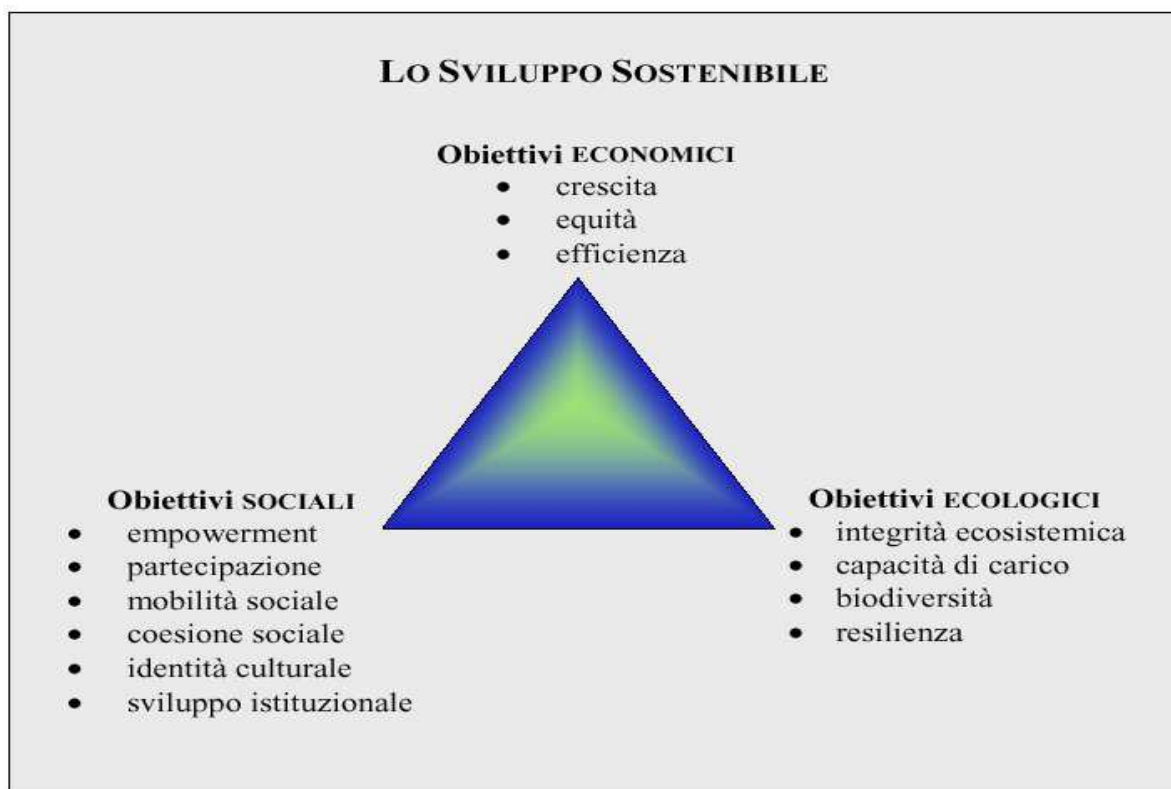 LO SVILUPPO SOSTENIBILE
Obiettivi ECONOMICI
• crescita
• equità
• efficienza
Obiettivi SOCIALI
• empowerment
• partecipazione
• mobilità sociale
• coesione sociale
• identità culturale
• sviluppo istituzionale
Obiettivi ECOLOGICI
• integrità ecosistemica
• capacità di carico
• biodiversità
• resilienza